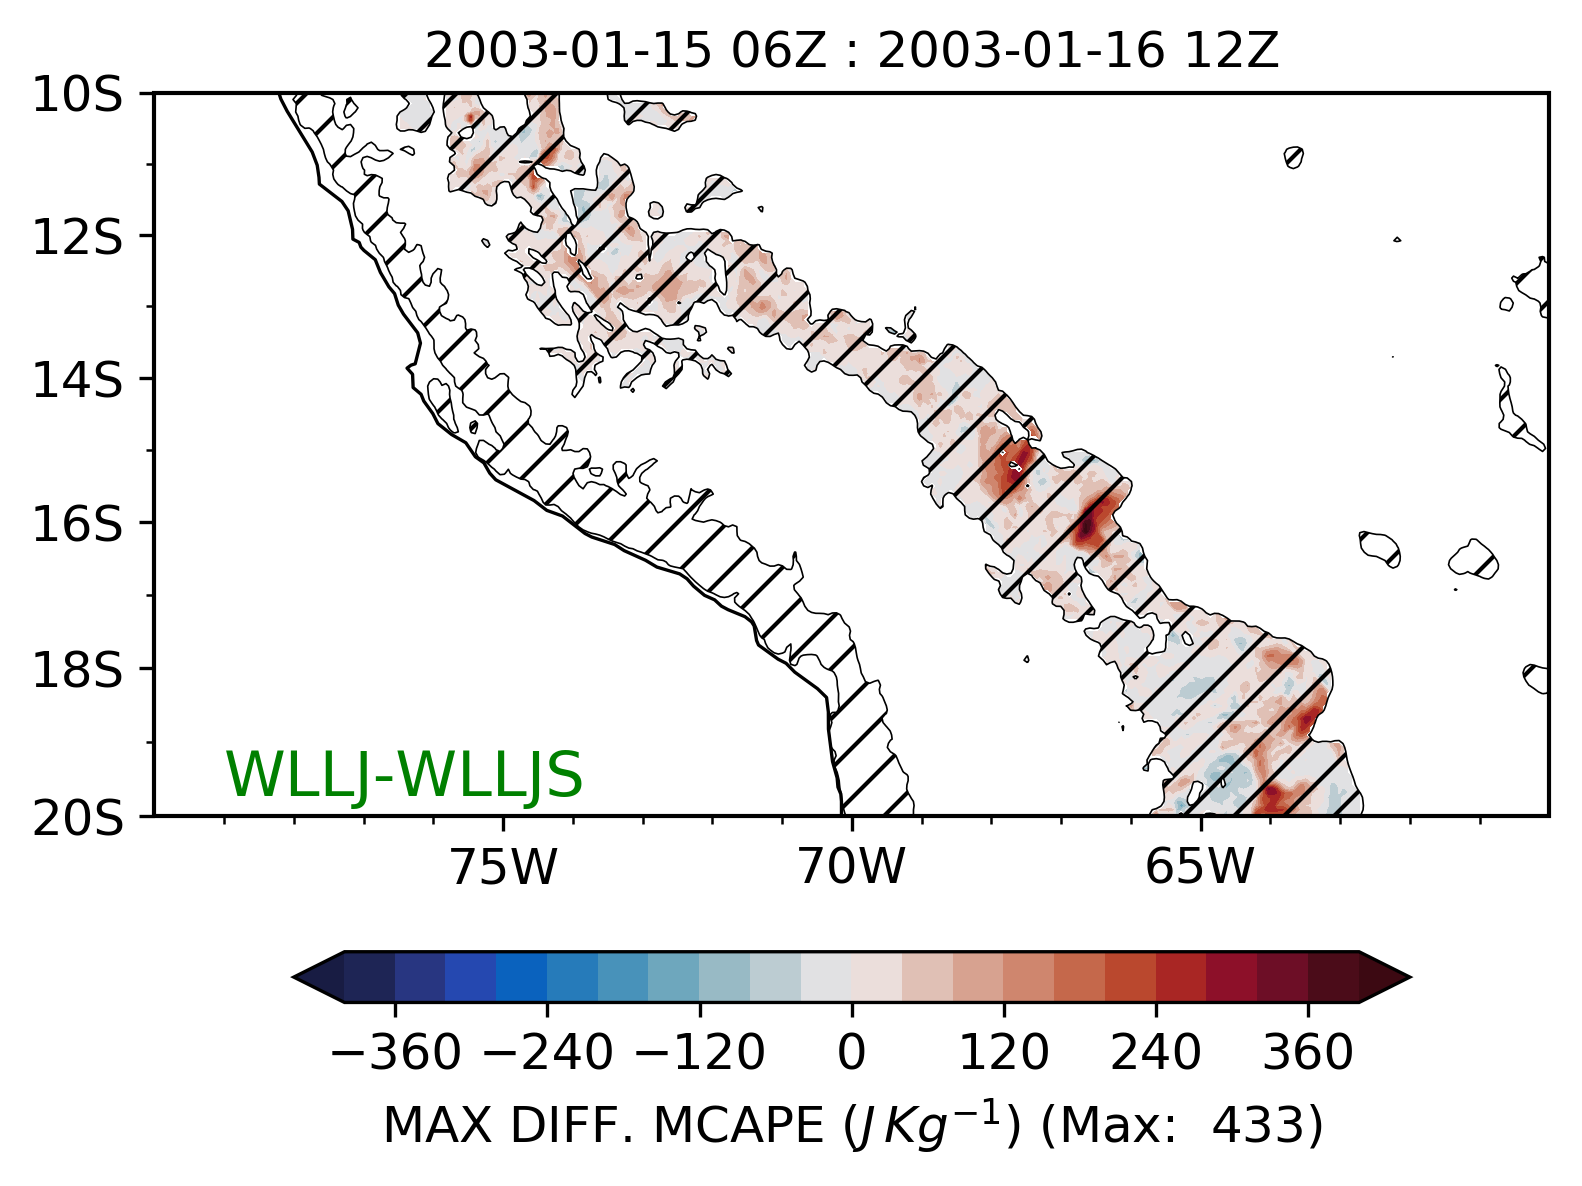 2003-01-15 06Z : 2003-01-16 12Z
10S
12S
14S
16S
18S
20S
WLLJ-WLLJS
75W 70W 65W
−360 −240 −120 0 120 240 360
MAX DIFF. MCAPE (J Kg⁻¹) (Max: 433)